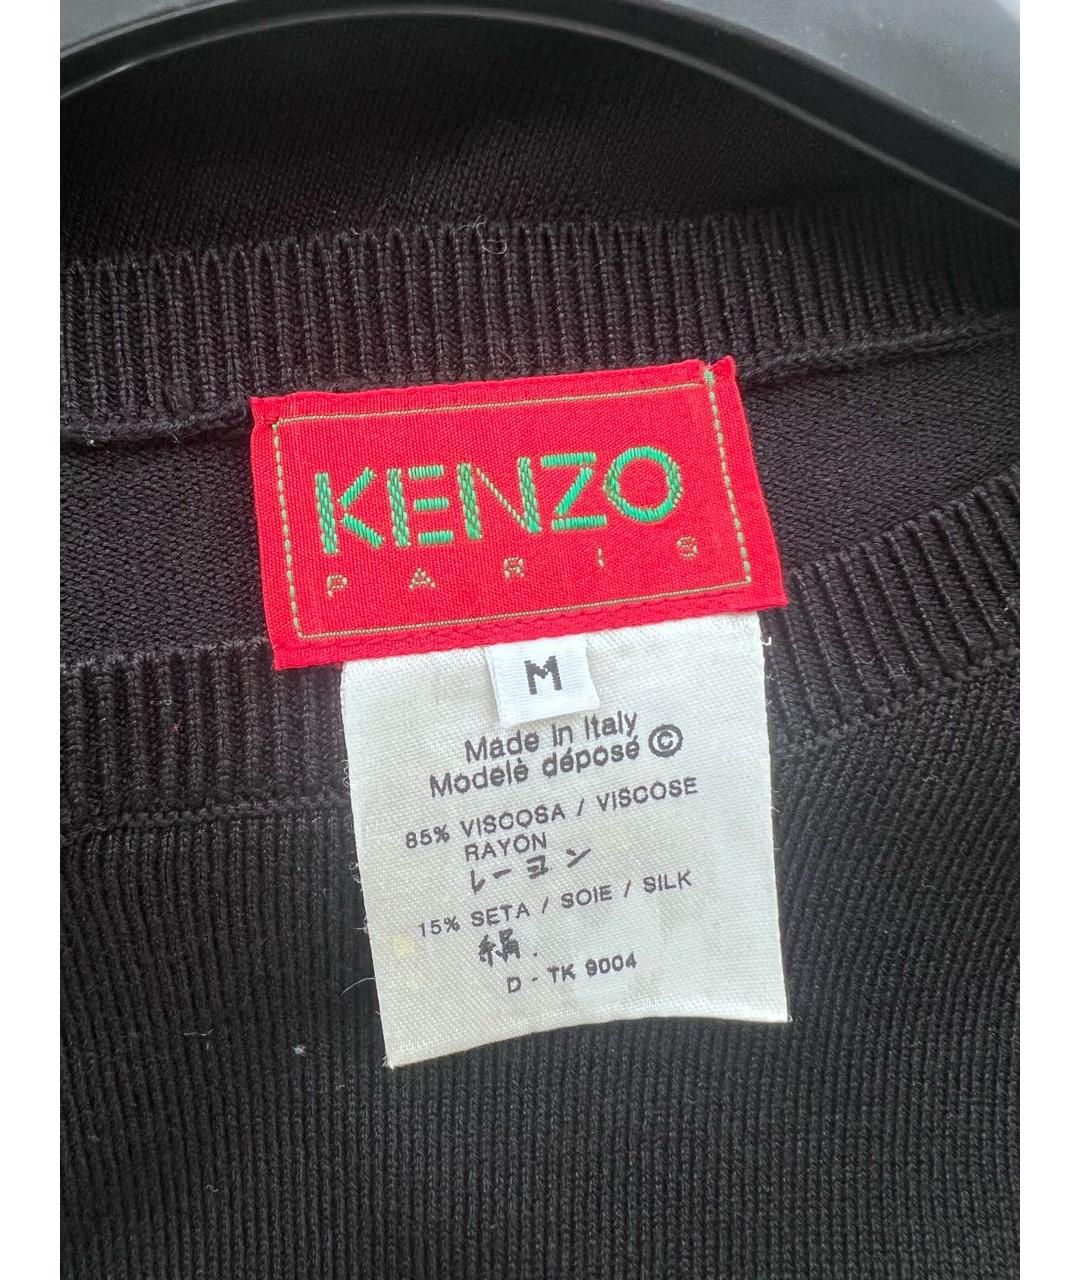 KENZO
PARIS
M
Made in Italy
Modelè déposé ©
85% VISCOSA / VISCOSE
RAYON
レーヨン
15% SETA / SOIE / SILK
絹.
D - TK 9004